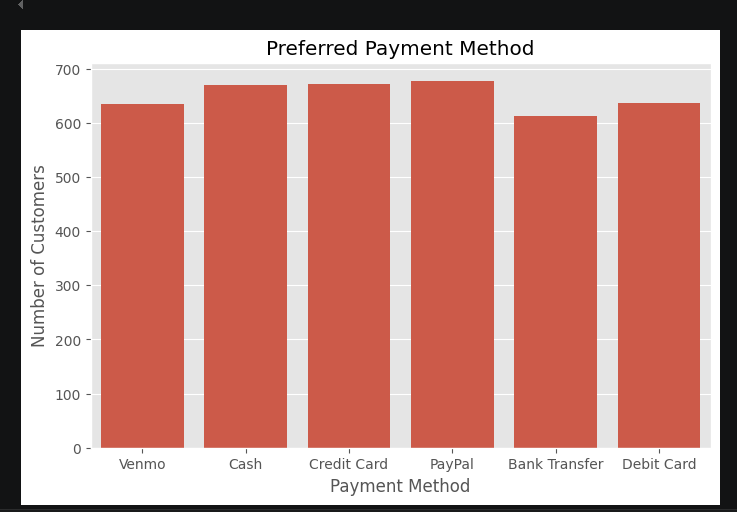 Preferred Payment Method
Number of Customers
700
600
500
400
300
200
100
0
Venmo Cash Credit Card PayPal Bank Transfer Debit Card
Payment Method